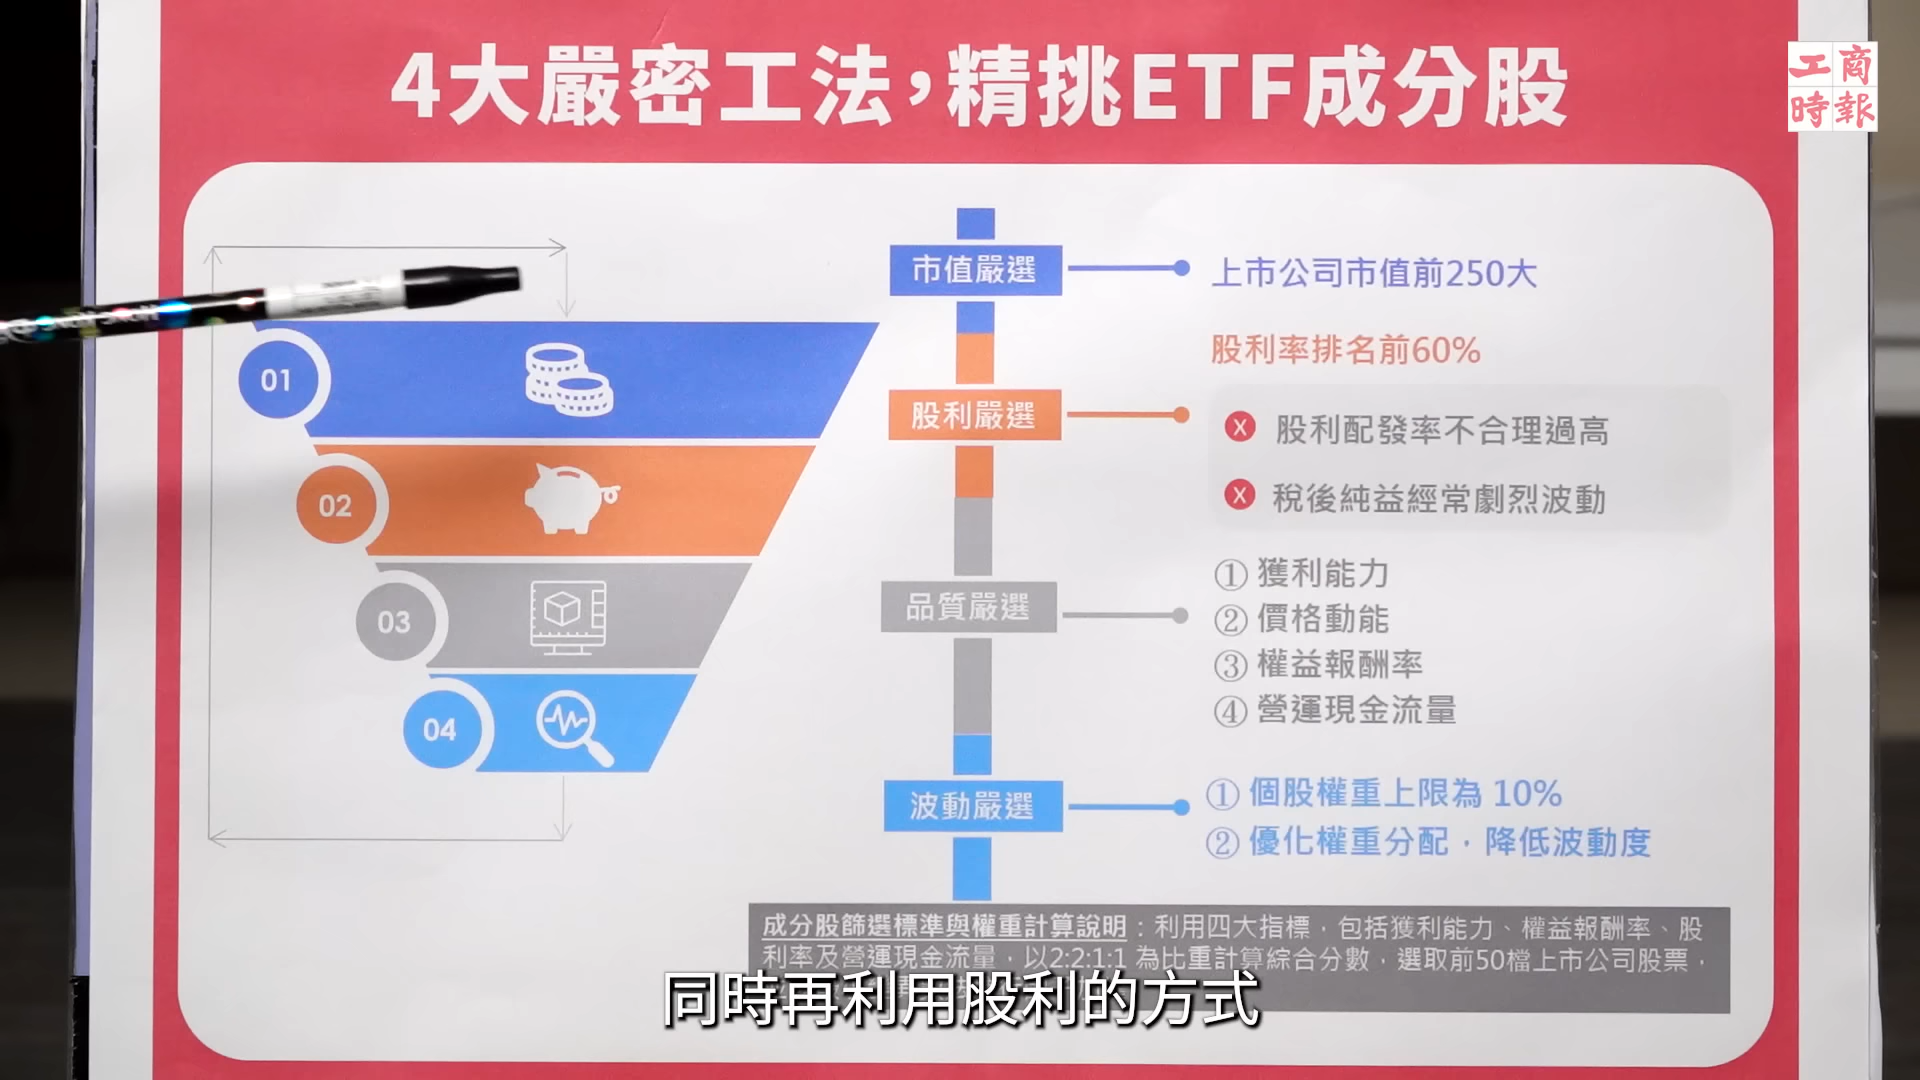 4大嚴密工法,精挑ETF成分股
工商
時報
市值嚴選
上市公司市值前250大
股利率排名前60%
01
股利嚴選
X 股利配發率不合理過高
02
X 稅後純益經常劇烈波動
① 獲利能力
03
品質嚴選
② 價格動能
③ 權益報酬率
④ 營運現金流量
04
波動嚴選
① 個股權重上限為 10%
② 優化權重分配,降低波動度
成分股篩選標準與權重計算說明:利用四大指標,包括獲利能力、權益報酬率、股
利率及營運現金流量,以2:2:1:1 為比重計算綜合分數,選取前50檔上市公司股票,
同時再利用股利的方式